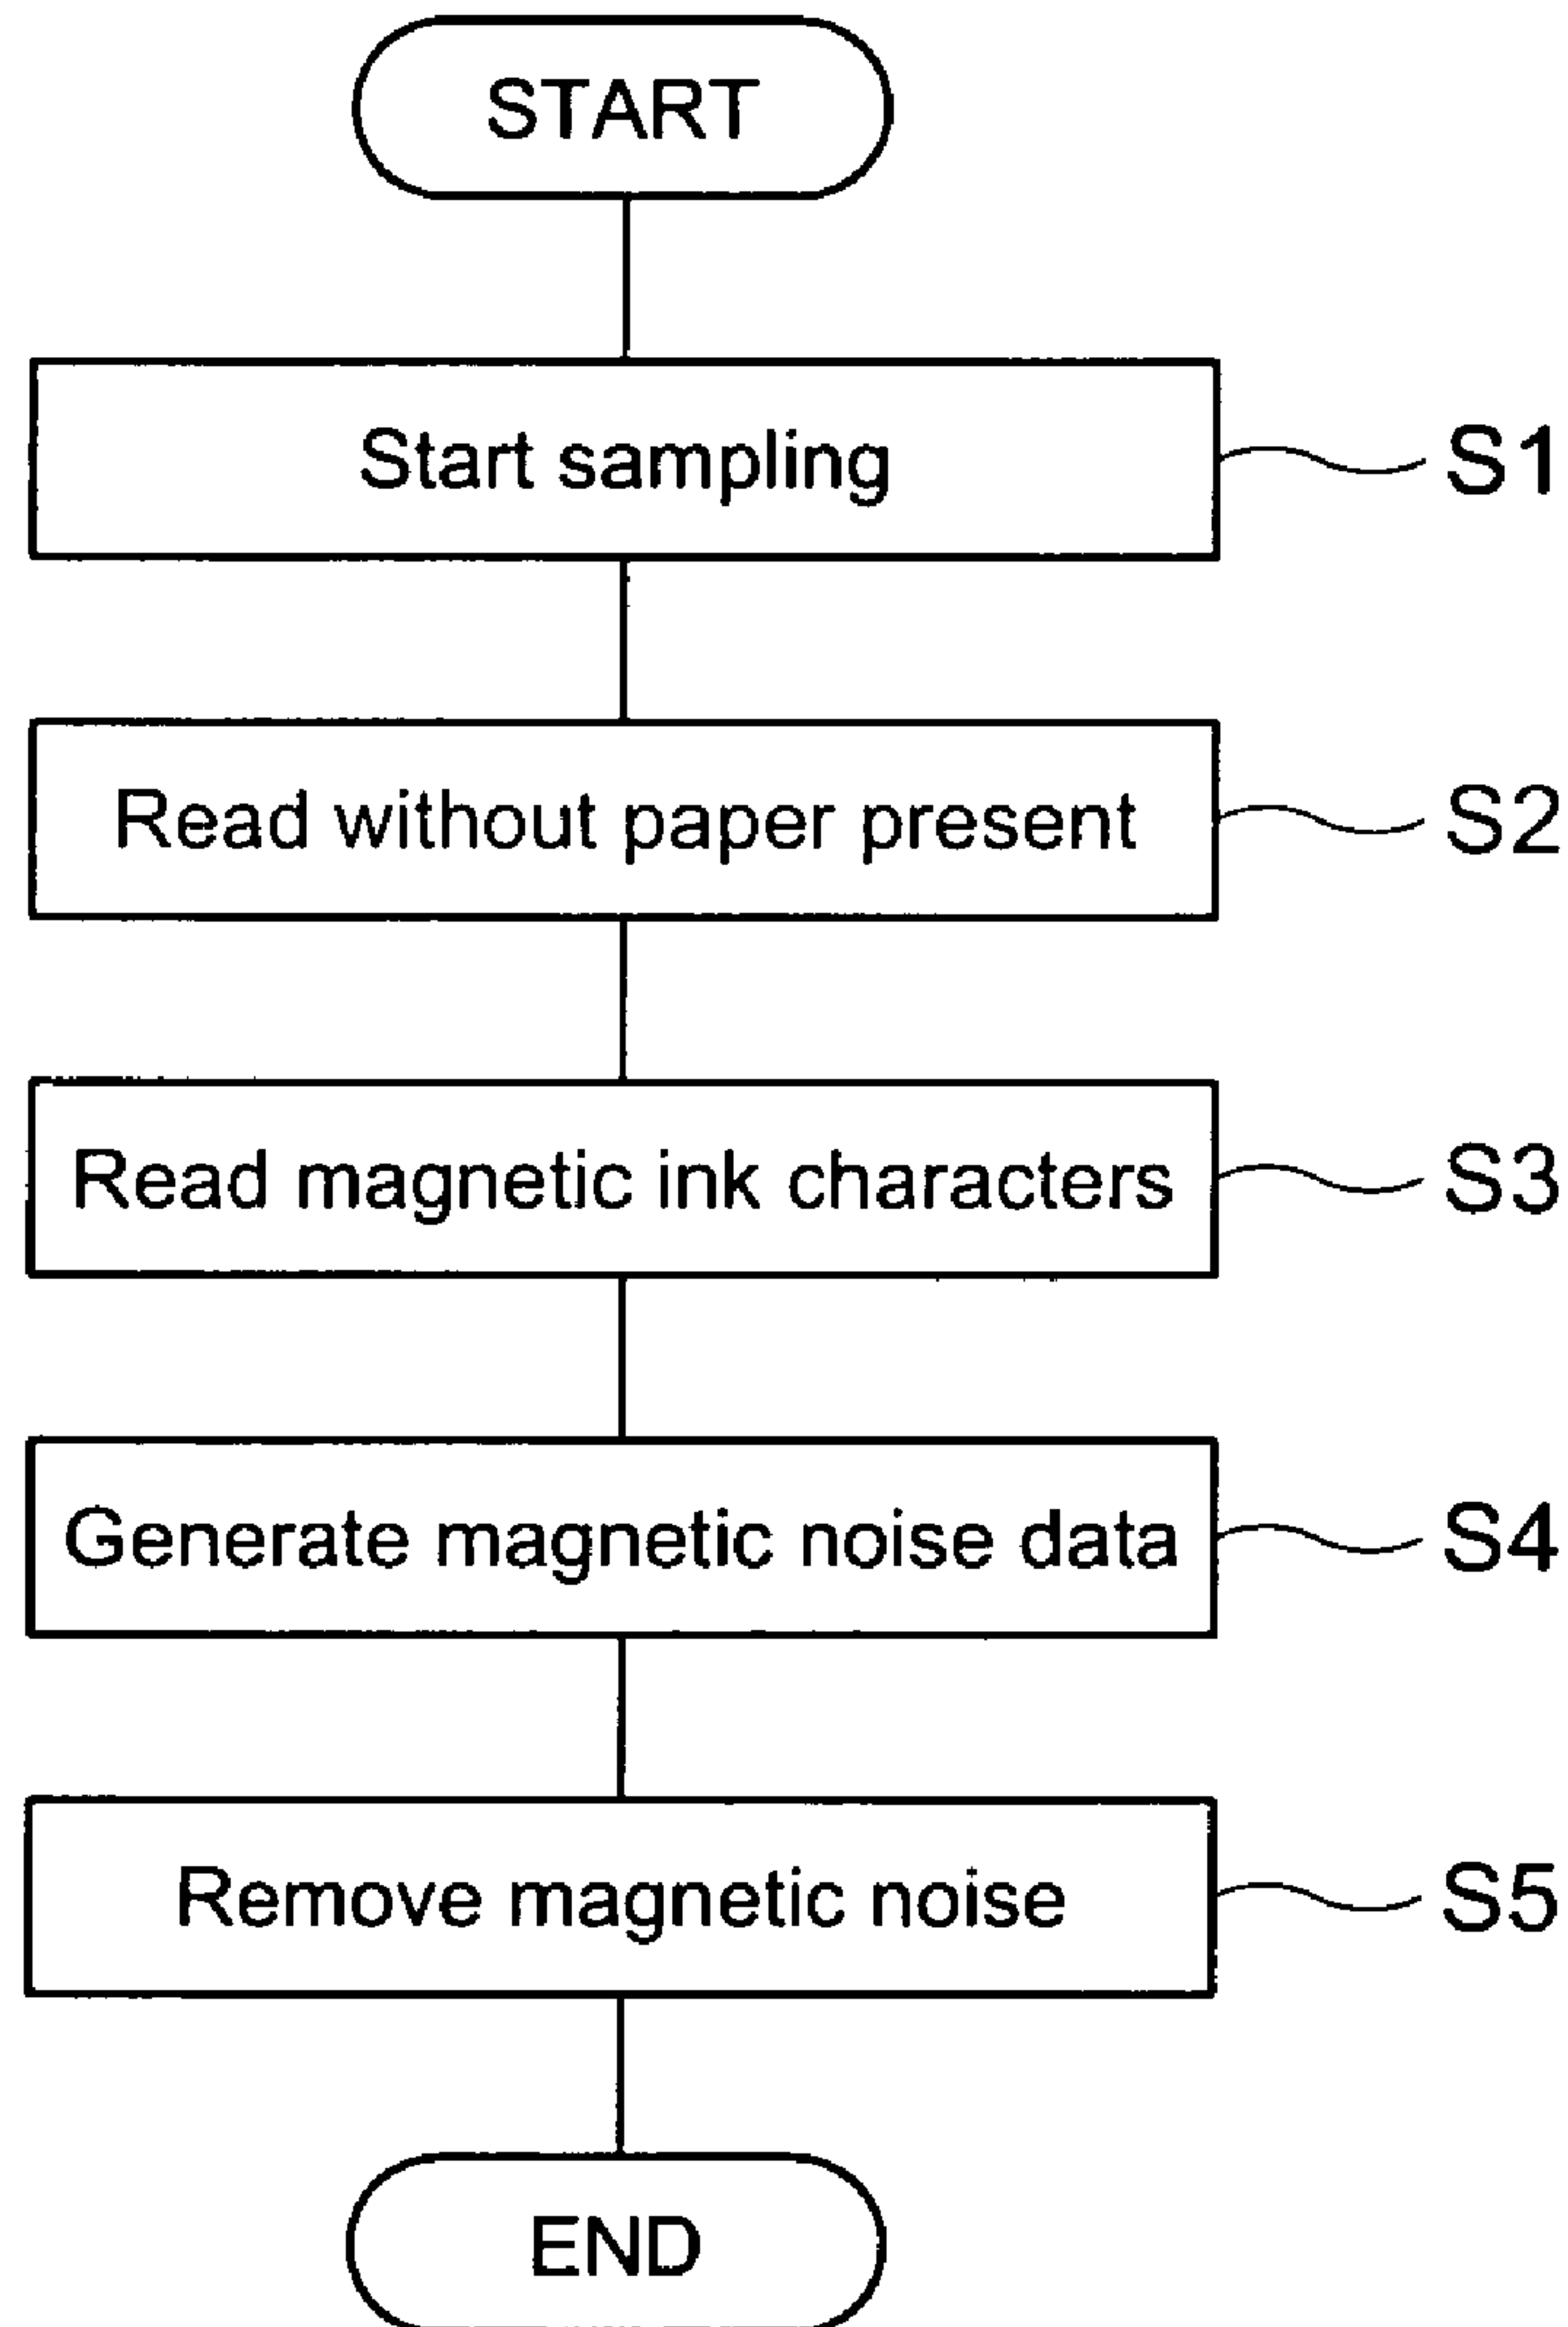 START
Start sampling S1
Read without paper present S2
Read magnetic ink characters S3
Generate magnetic noise data S4
Remove magnetic noise S5
END